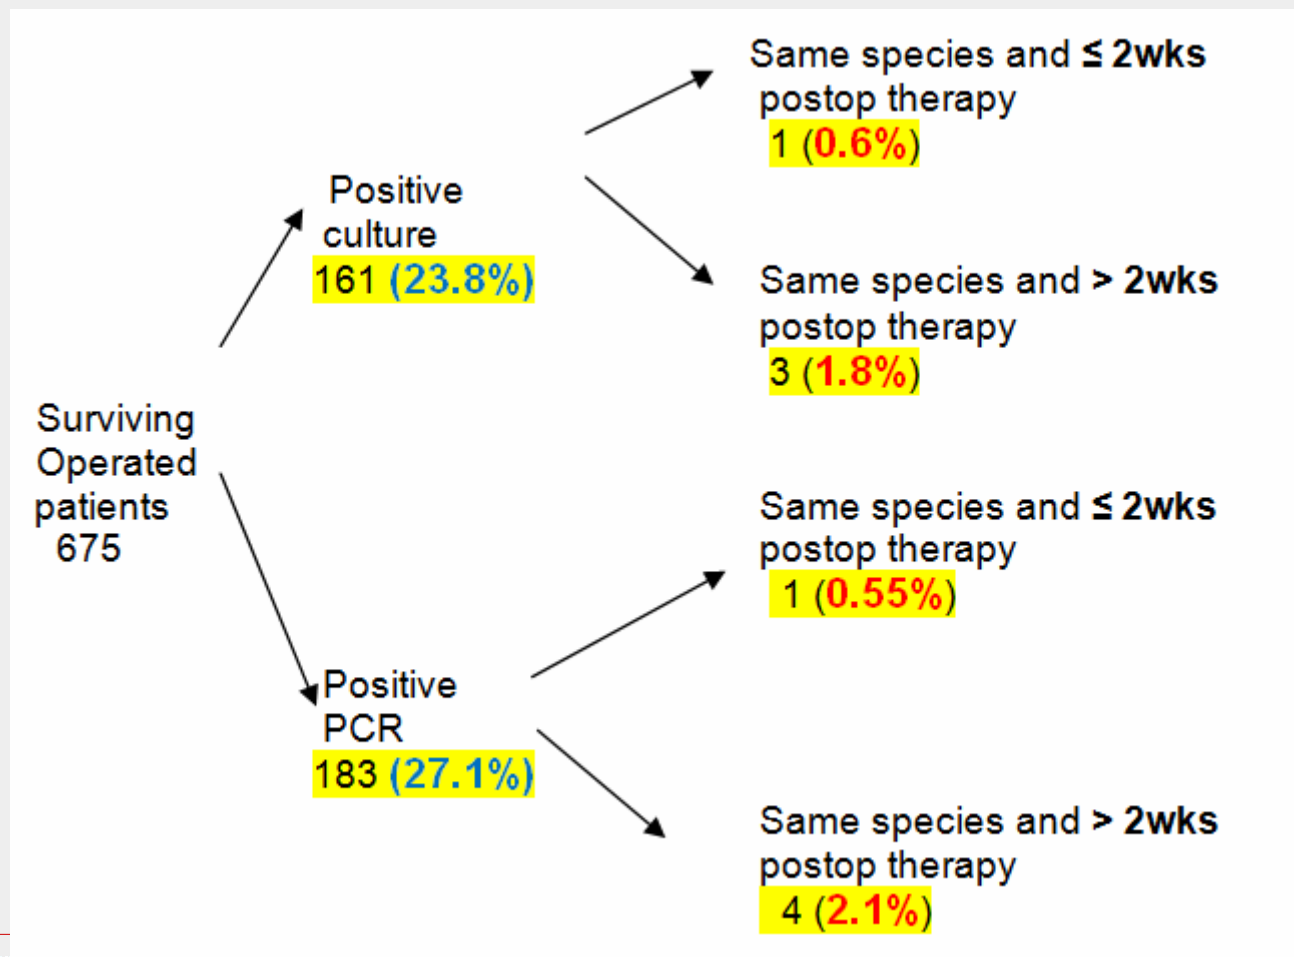 Surviving
Operated
patients
675
Positive
culture
161 (23.8%)
Same species and ≤ 2wks
postop therapy
1 (0.6%)
Same species and > 2wks
postop therapy
3 (1.8%)
Positive
PCR
183 (27.1%)
Same species and ≤ 2wks
postop therapy
1 (0.55%)
Same species and > 2wks
postop therapy
4 (2.1%)